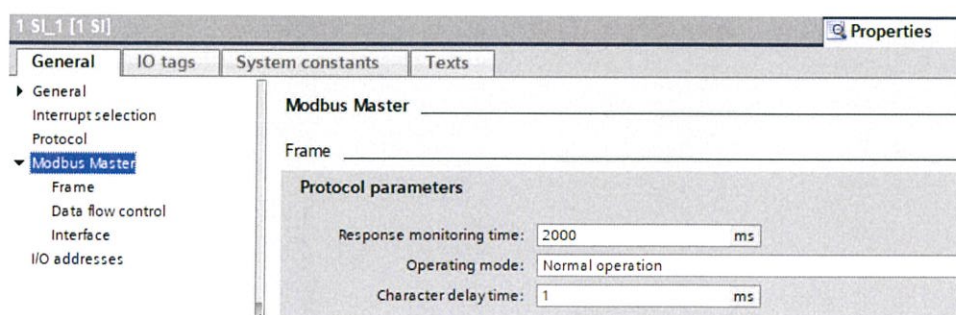 1 SI_1 [1 SI]
Properties
General IO tags System constants Texts
General
Interrupt selection
Protocol
Modbus Master
Frame
Data flow control
Interface
I/O addresses
Modbus Master
Frame
Protocol parameters
Response monitoring time: 2000 ms
Operating mode: Normal operation
Character delay time: 1 ms